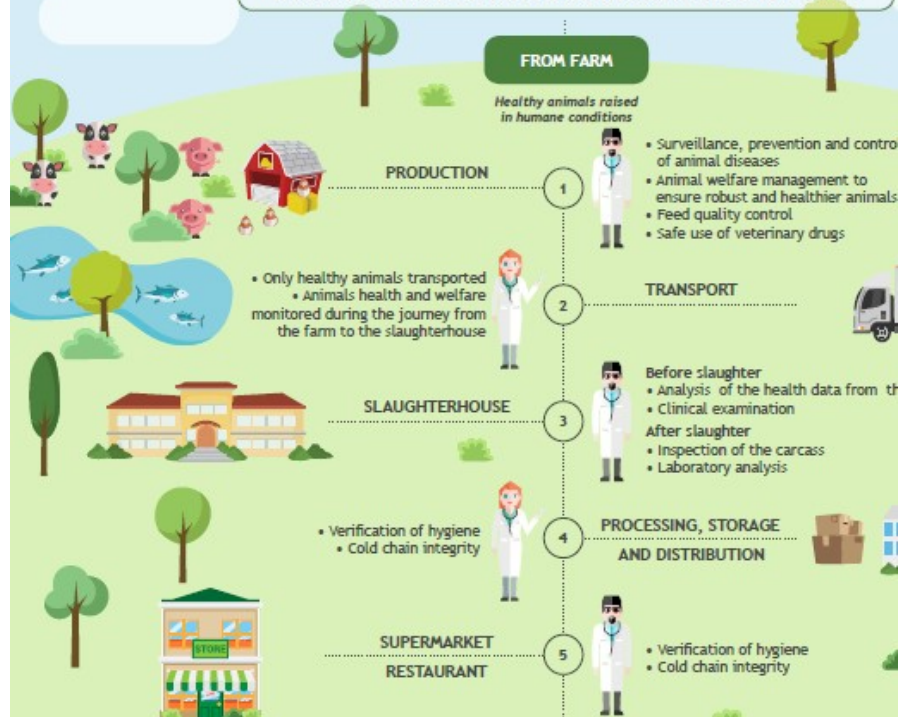 FROM FARM
Healthy animals raised
in humane conditions
PRODUCTION
1
• Surveillance, prevention and contro
of animal diseases
• Animal welfare management to
ensure robust and healthier animals
• Feed quality control
• Safe use of veterinary drugs
• Only healthy animals transported
• Animals health and welfare
monitored during the journey from
the farm to the slaughterhouse
2
TRANSPORT
SLAUGHTERHOUSE
3
Before slaughter
• Analysis of the health data from th
• Clinical examination
After slaughter
• Inspection of the carcass
• Laboratory analysis
• Verification of hygiene
• Cold chain integrity
4
PROCESSING, STORAGE
AND DISTRIBUTION
STORE
SUPERMARKET
RESTAURANT
5
• Verification of hygiene
• Cold chain integrity